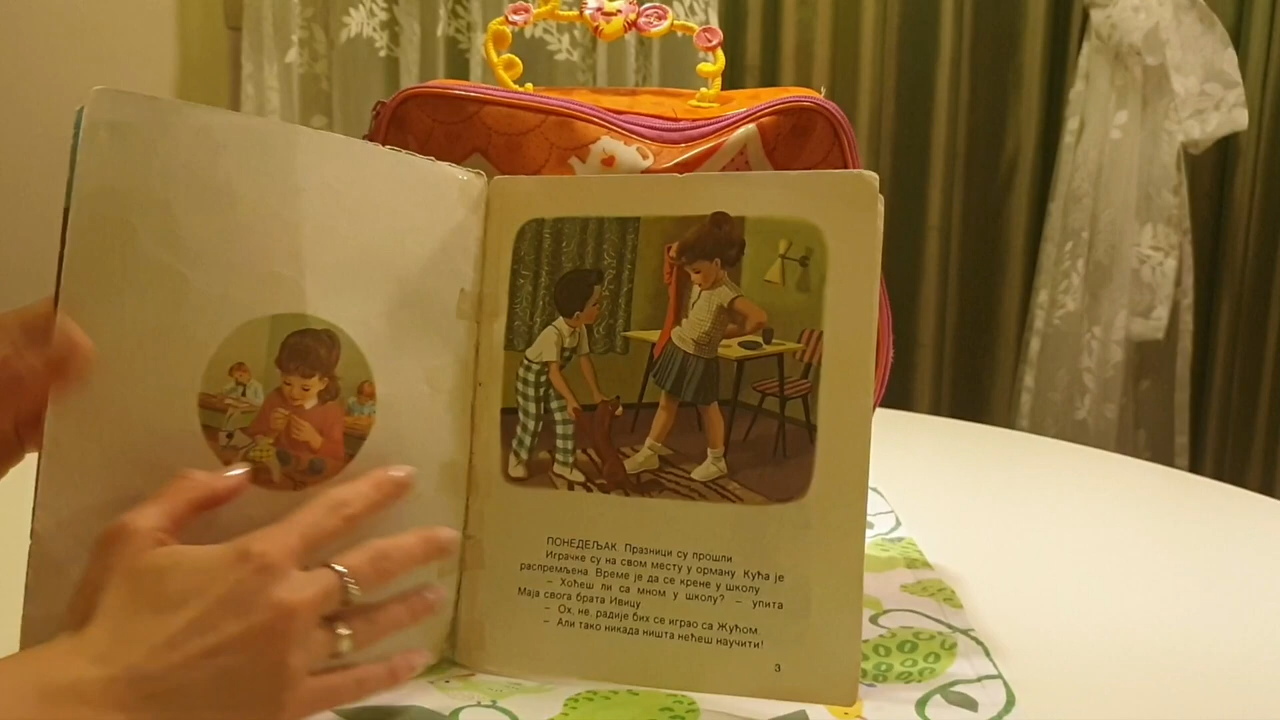 ПОНЕДЕЉАК. Празници су прошли.
Играчке су на свом месту у орману. Кућа је
распремљена. Време је да се крене у школу
– Хоћеш ли са мном у школу? – упита
Маја свога брата Ивицу
– Ох, не, радије бих се играо са Жућом.
– Али тако никада ништа нећеш научити!
3